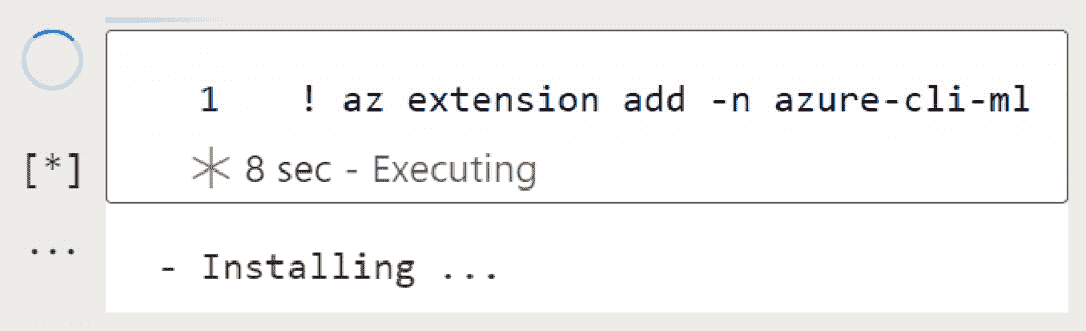 1 ! az extension add -n azure-cli-ml
[*] 8 sec - Executing
...
- Installing ...